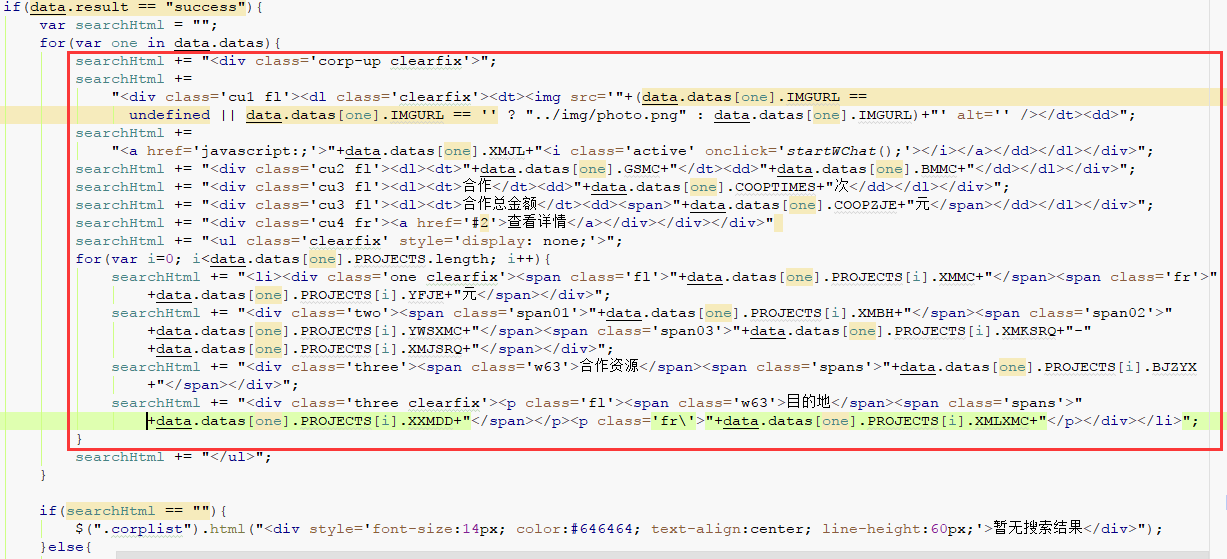 if(data.result == "success"){
var searchHtml = "";
for(var one in data.datas){
searchHtml += "<div class='corp-up clearfix'>";
searchHtml +=
"<div class='cu1 fl'><dl class='clearfix'><dt><img src='"+(data.datas[one].IMGURL ==
undefined || data.datas[one].IMGURL == '' ? "../img/photo.png" : data.datas[one].IMGURL)+"' alt='' /></dt><dd>";
searchHtml +=
"<a href='javascript:;'>"+data.datas[one].XMJL+"<i class='active' onclick='startWChat();'></i></a></dd></dl></div>";
searchHtml += "<div class='cu2 fl'><dl><dt>"+data.datas[one].GSMC+"</dt><dd>"+data.datas[one].BMMC+"</dd></dl></div>";
searchHtml += "<div class='cu3 fl'><dl><dt>合作</dt><dd>"+data.datas[one].COOPTIMES+"次</dd></dl></div>";
searchHtml += "<div class='cu3 fl'><dl><dt>合作总金额</dt><dd><span>"+data.datas[one].COOPZJE+"元</span></dd></dl></div>";
searchHtml += "<div class='cu4 fr'><a href='#2'>查看详情</a></div></div></div>"
searchHtml += "<ul class='clearfix' style='display: none;'>";
for(var i=0; i<data.datas[one].PROJECTS.length; i++){
searchHtml += "<li><div class='one clearfix'><span class='fl'>"+data.datas[one].PROJECTS[i].XMMC+"</span><span class='fr'>"
+data.datas[one].PROJECTS[i].YFJE+"元</span></div>";
searchHtml += "<div class='two'><span class='span01'>"+data.datas[one].PROJECTS[i].XMBH+"</span><span class='span02'>"
+data.datas[one].PROJECTS[i].YWSXMC+"</span><span class='span03'>"+data.datas[one].PROJECTS[i].XMKSRQ+"-"
+data.datas[one].PROJECTS[i].XMJSRQ+"</span></div>";
searchHtml += "<div class='three'><span class='w63'>合作资源</span><span class='spans'>"+data.datas[one].PROJECTS[i].BJZYX
+"</span></div>";
searchHtml += "<div class='three clearfix'><p class='fl'><span class='w63'>目的地</span><span class='spans'>"
+data.datas[one].PROJECTS[i].XXMDD+"</span></p><p class='fr\'>"+data.datas[one].PROJECTS[i].XMLXMC+"</p></div></li>";
}
searchHtml += "</ul>";
}
if(searchHtml == ""){
$(".corplist").html("<div style='font-size:14px; color:#646464; text-align:center; line-height:60px;'>暂无搜索结果</div>");
}else{